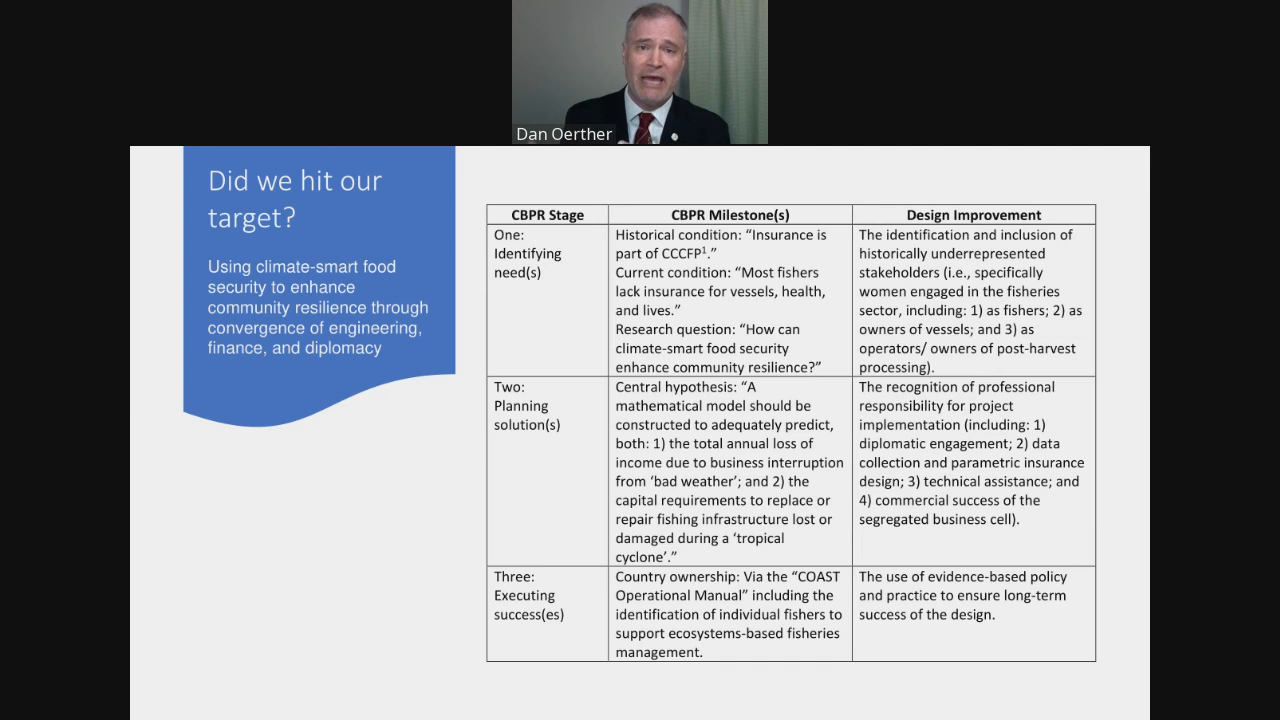 Dan Oerther
Did we hit our
target?
Using climate-smart food
security to enhance
community resilience through
convergence of engineering,
finance, and diplomacy
CBPR Stage
CBPR Milestone(s)
Design Improvement
One:
Identifying
need(s)
Historical condition: “Insurance is
part of CCCFP¹.”
Current condition: “Most fishers
lack insurance for vessels, health,
and lives.”
Research question: “How can
climate-smart food security
enhance community resilience?”
The identification and inclusion of
historically underrepresented
stakeholders (i.e., specifically
women engaged in the fisheries
sector, including: 1) as fishers; 2) as
owners of vessels; and 3) as
operators/ owners of post-harvest
processing).
Two:
Planning
solution(s)
Central hypothesis: “A
mathematical model should be
constructed to adequately predict,
both: 1) the total annual loss of
income due to business interruption
from ‘bad weather’; and 2) the
capital requirements to replace or
repair fishing infrastructure lost or
damaged during a ‘tropical
cyclone’.”
The recognition of professional
responsibility for project
implementation (including: 1)
diplomatic engagement; 2) data
collection and parametric insurance
design; 3) technical assistance; and
4) commercial success of the
segregated business cell).
Three:
Executing
success(es)
Country ownership: Via the “COAST
Operational Manual” including the
identification of individual fishers to
support ecosystems-based fisheries
management.
The use of evidence-based policy
and practice to ensure long-term
success of the design.